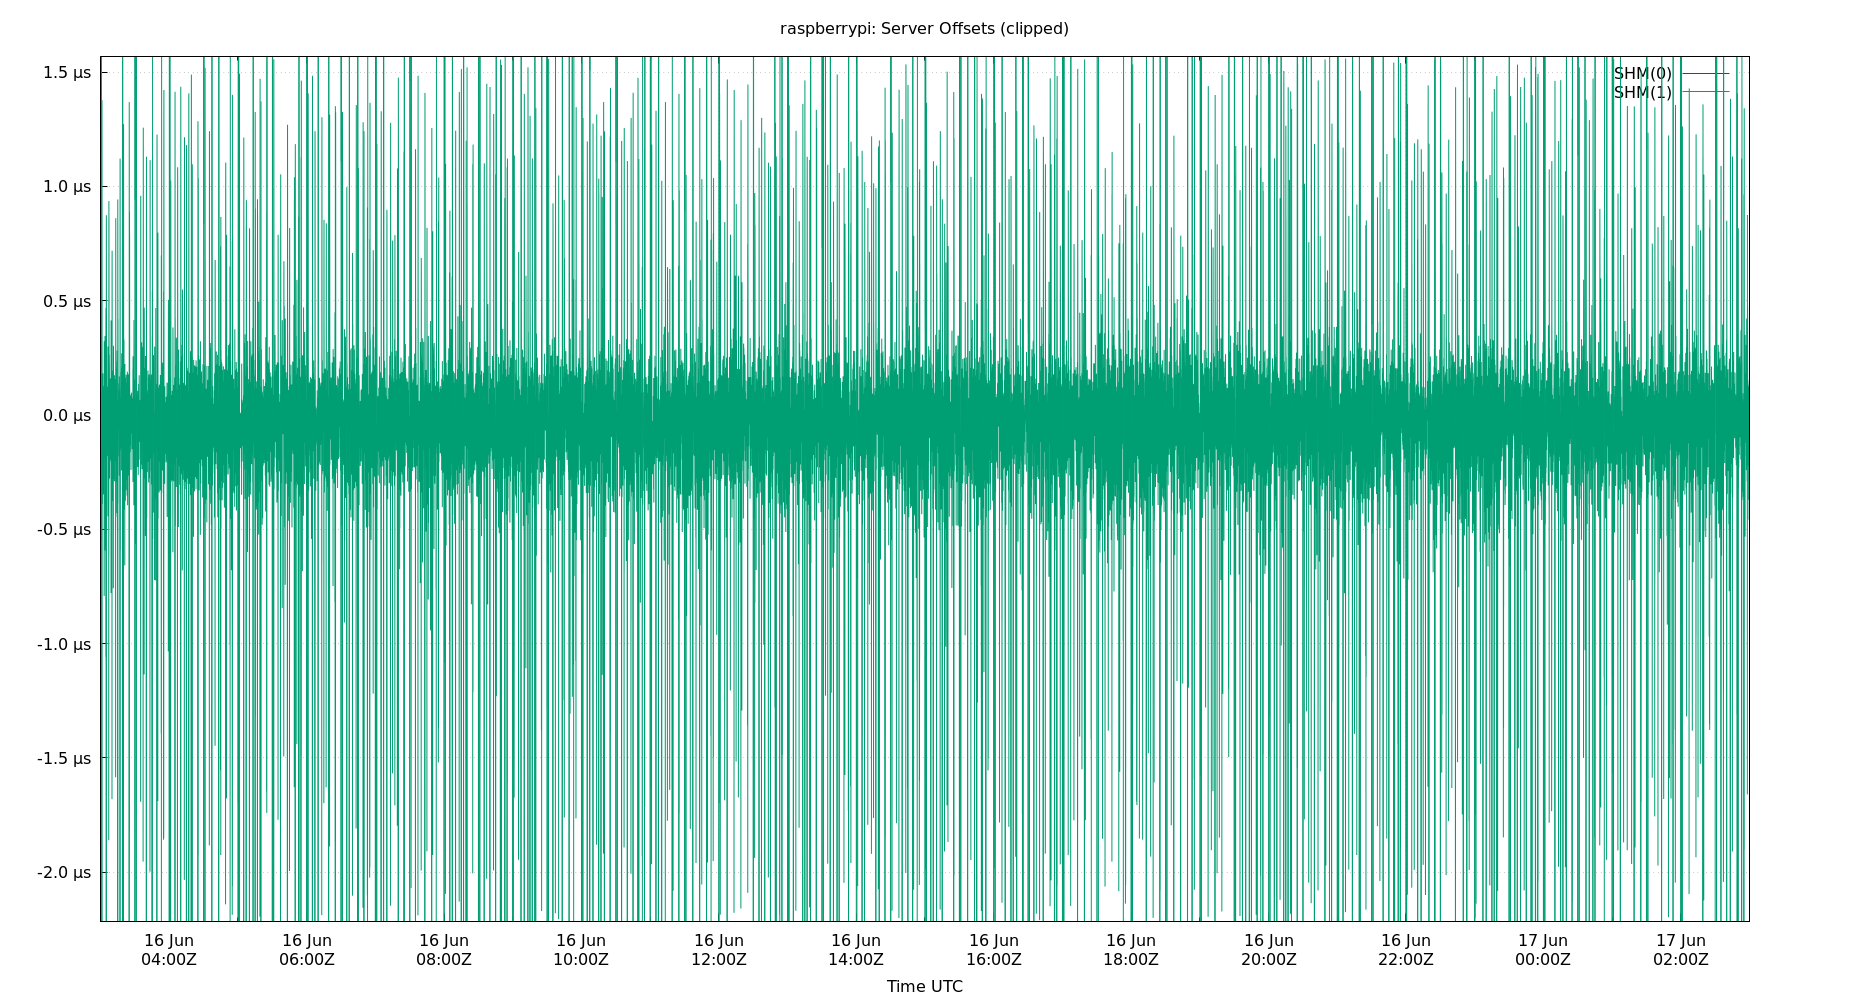 raspberrypi: Server Offsets (clipped)
SHM(0)
SHM(1)
1.5 µs
1.0 µs
0.5 µs
0.0 µs
-0.5 µs
-1.0 µs
-1.5 µs
-2.0 µs
16 Jun 16 Jun 16 Jun 16 Jun 16 Jun 16 Jun 16 Jun 16 Jun 16 Jun 16 Jun 17 Jun 17 Jun
04:00Z 06:00Z 08:00Z 10:00Z 12:00Z 14:00Z 16:00Z 18:00Z 20:00Z 22:00Z 00:00Z 02:00Z
Time UTC